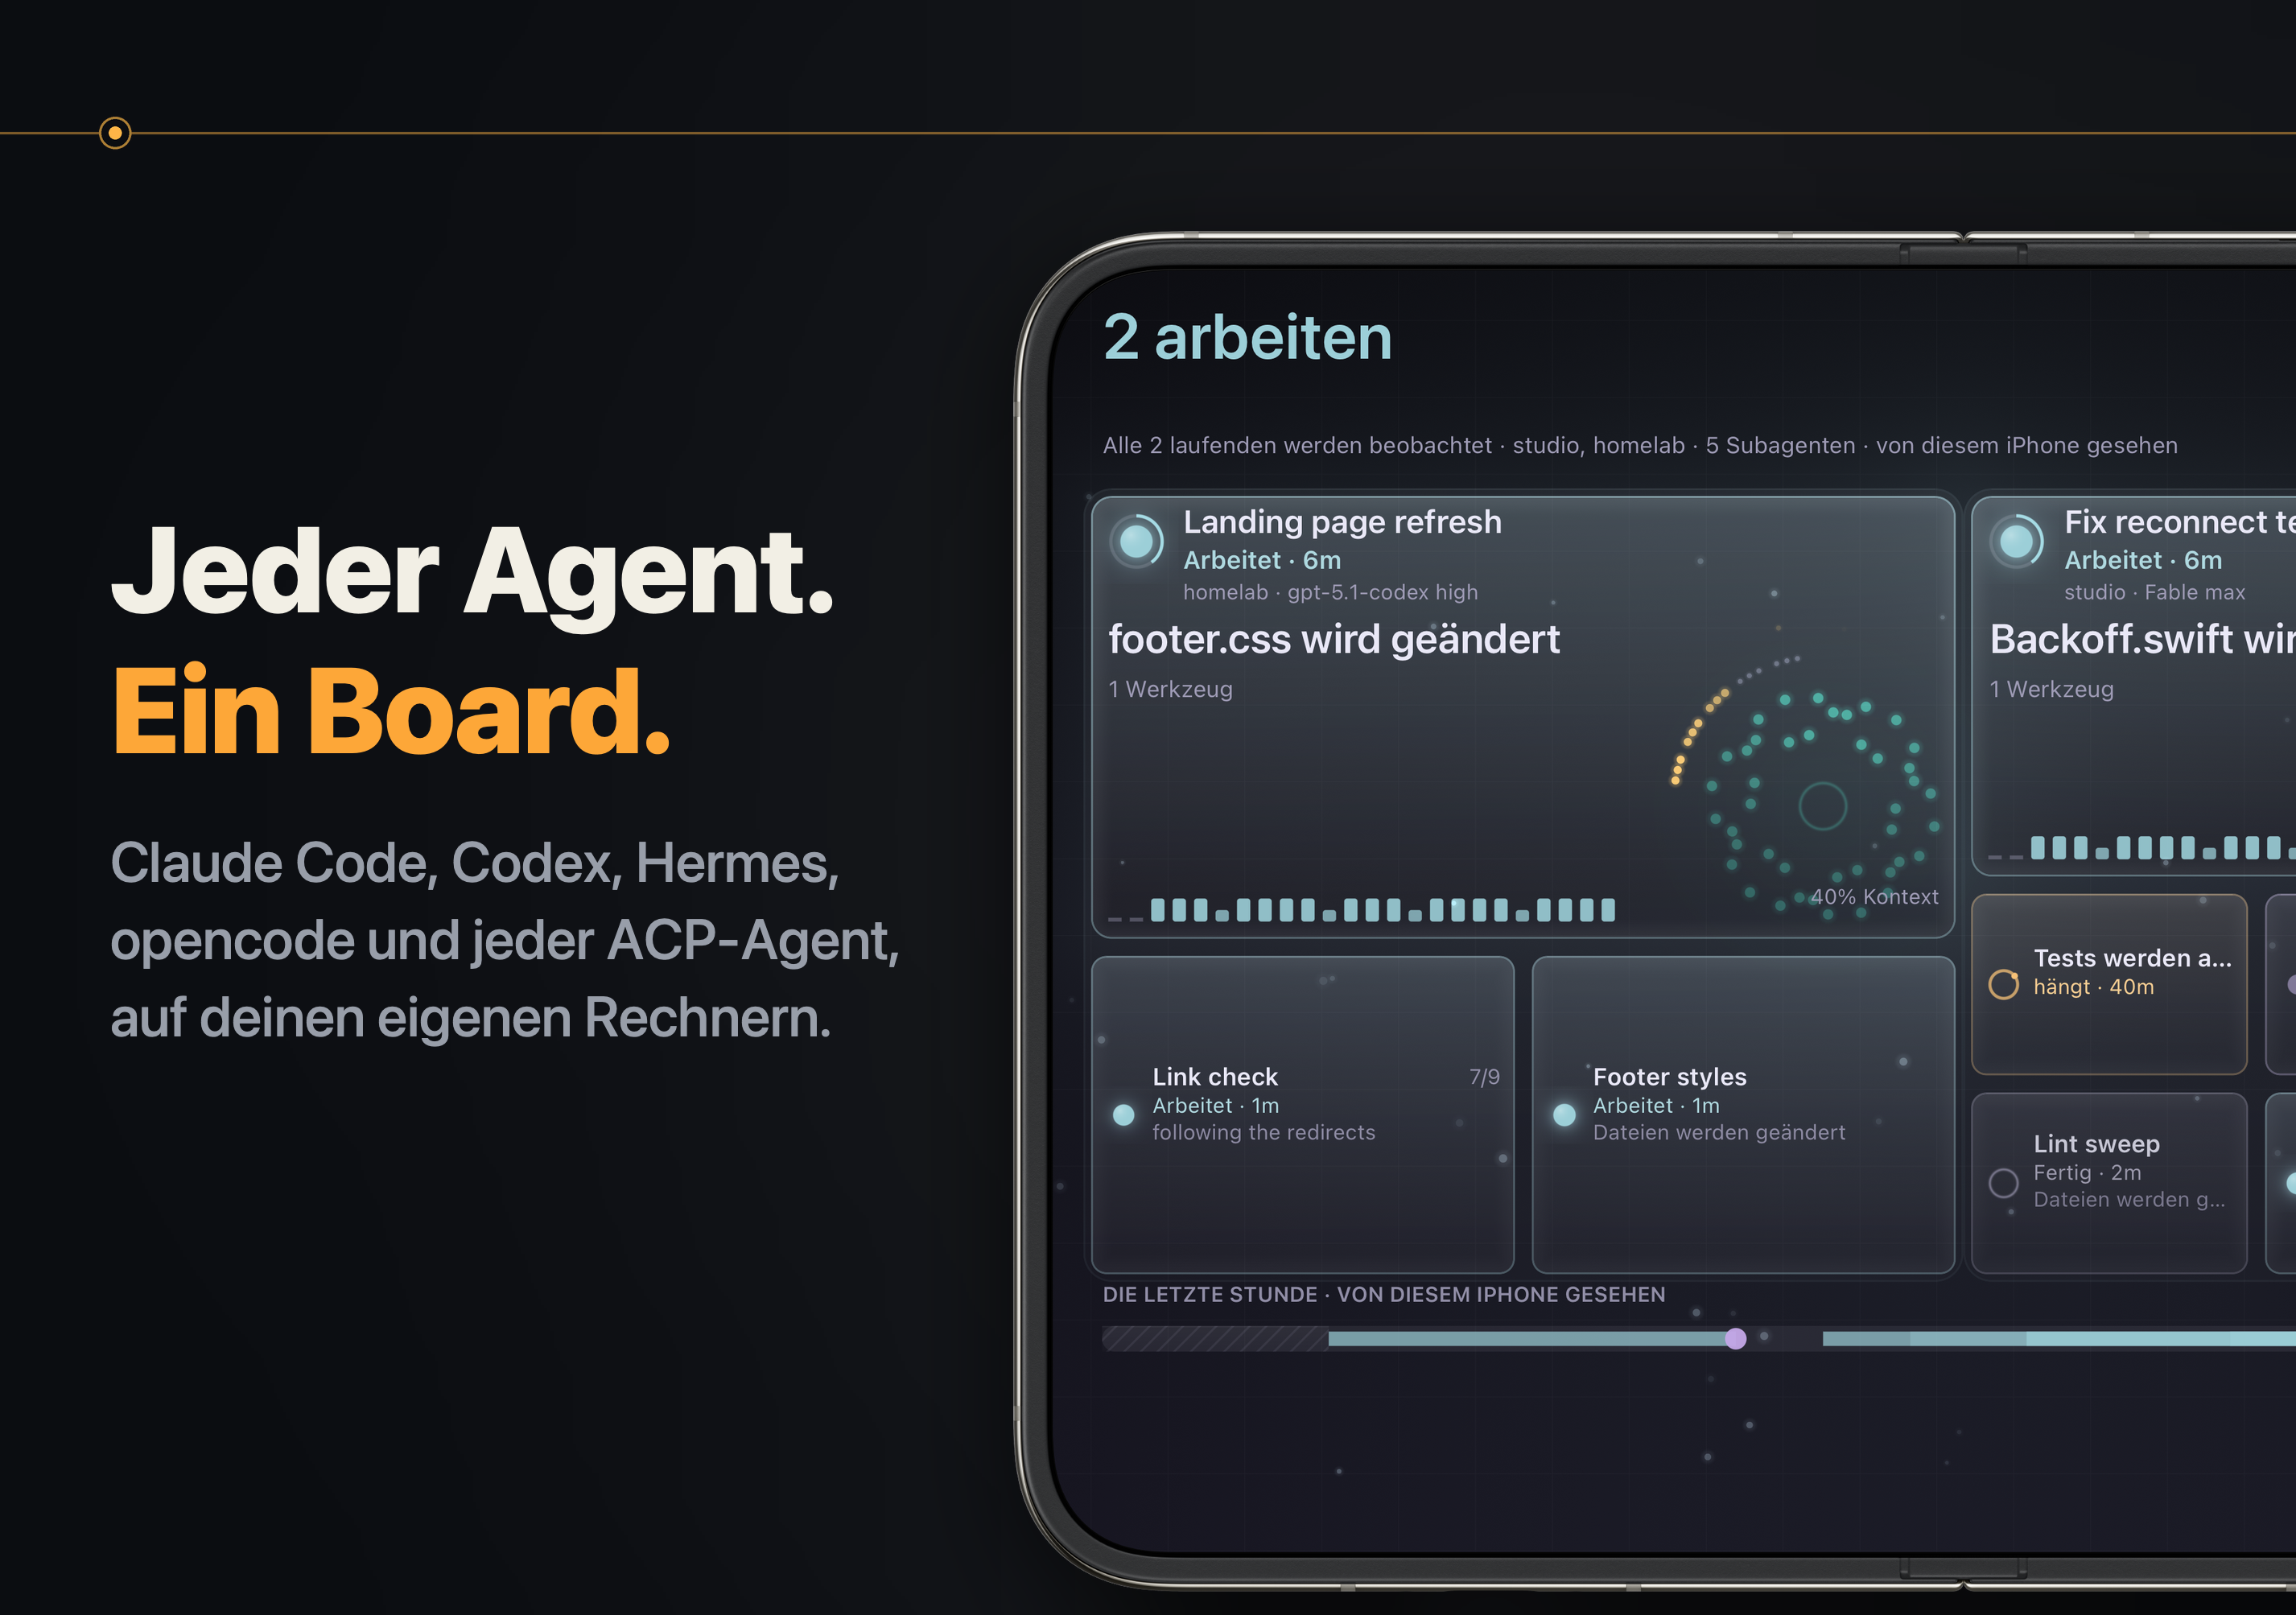 Jeder Agent.
Ein Board.
Claude Code, Codex, Hermes,
opencode und jeder ACP-Agent,
auf deinen eigenen Rechnern.
2 arbeiten
Alle 2 laufenden werden beobachtet · studio, homelab · 5 Subagenten · von diesem iPhone gesehen
Landing page refresh
Arbeitet · 6m
homelab · gpt-5.1-codex high
footer.css wird geändert
1 Werkzeug
40% Kontext
Link check
7/9
Arbeitet · 1m
following the redirects
Footer styles
Arbeitet · 1m
Dateien werden geändert
Fix reconnect te
Arbeitet · 6m
studio · Fable max
Backoff.swift wir
1 Werkzeug
Tests werden a…
hängt · 40m
Lint sweep
Fertig · 2m
Dateien werden g…
DIE LETZTE STUNDE · VON DIESEM IPHONE GESEHEN